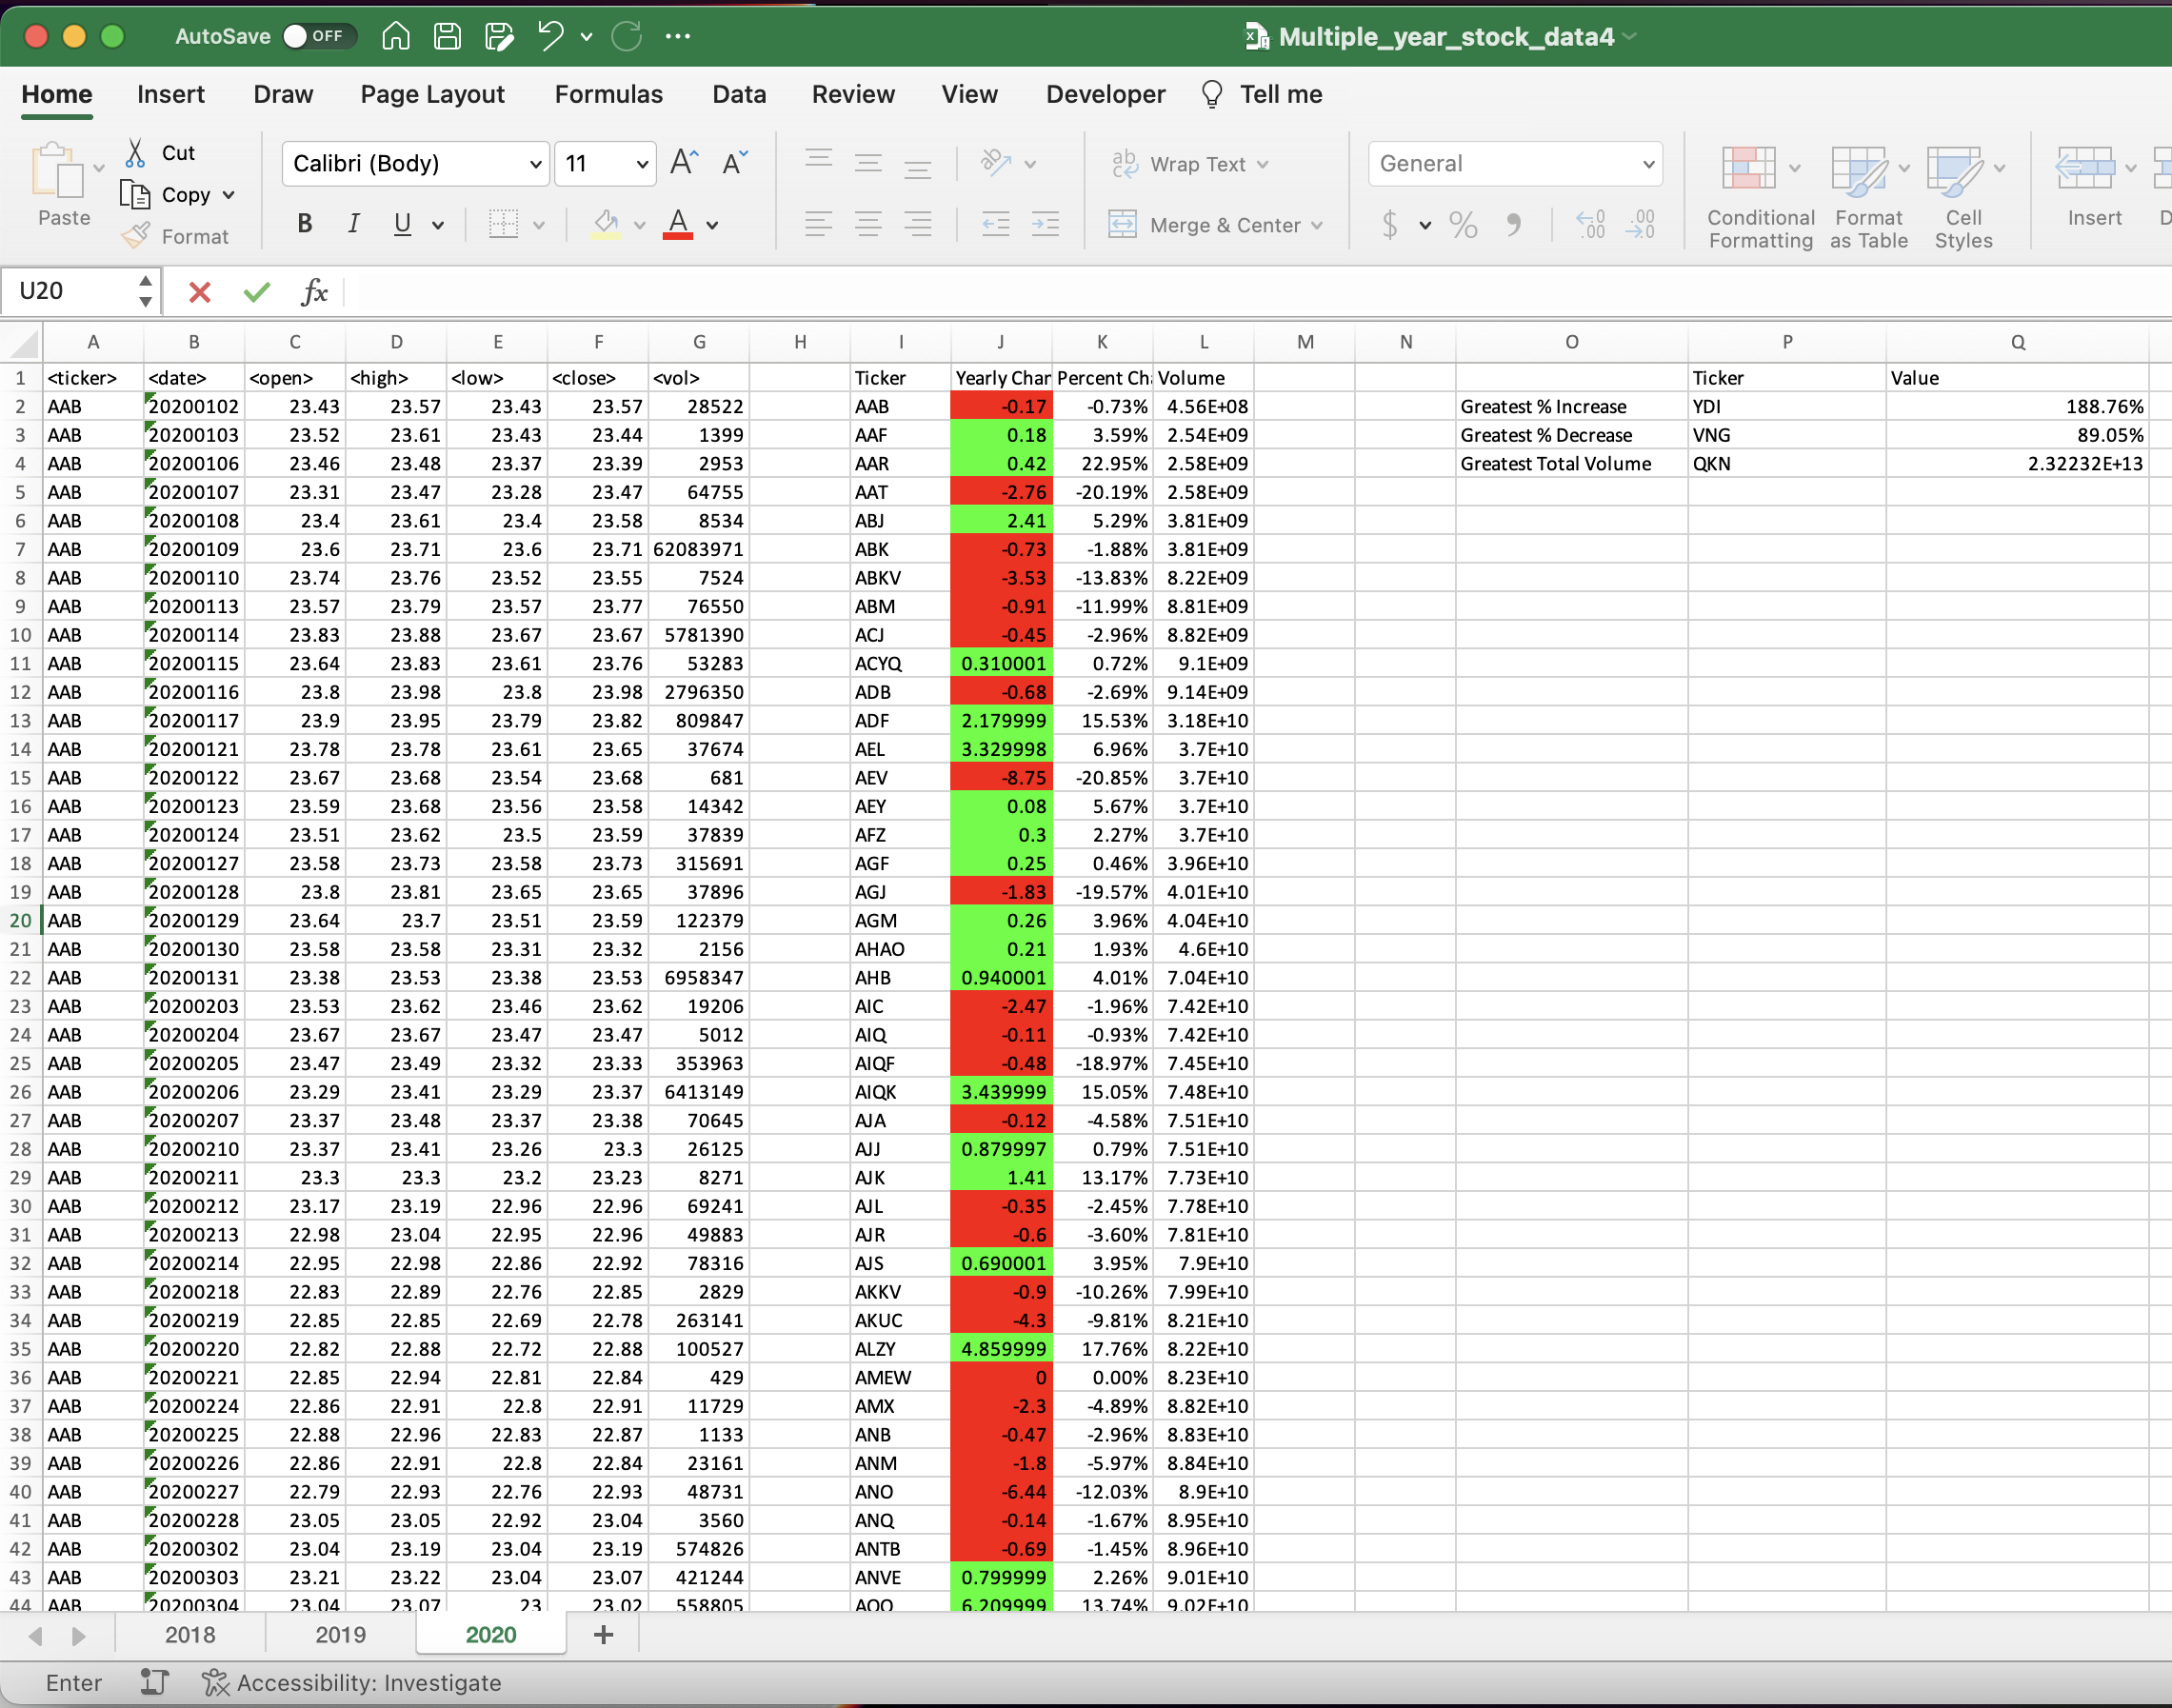 AutoSave OFF Multiple_year_stock_data4
Home Insert Draw Page Layout Formulas Data Review View Developer Tell me
Paste Cut Copy Format Calibri (Body) 11 B I U Wrap Text Merge & Center General $ % Conditional Formatting Format as Table Cell Styles Insert
U20 fx
A B C D E F G H I J K L M N O P Q
1 <ticker> <date> <open> <high> <low> <close> <vol> Ticker Yearly Char Percent Ch Volume Ticker Value
2 AAB 20200102 23.43 23.57 23.43 23.57 28522 AAB -0.17 -0.73% 4.56E+08 Greatest % Increase YDI 188.76%
3 AAB 20200103 23.52 23.61 23.43 23.44 1399 AAF 0.18 3.59% 2.54E+09 Greatest % Decrease VNG 89.05%
4 AAB 20200106 23.46 23.48 23.37 23.39 2953 AAR 0.42 22.95% 2.58E+09 Greatest Total Volume QKN 2.32232E+13
5 AAB 20200107 23.31 23.47 23.28 23.47 64755 AAT -2.76 -20.19% 2.58E+09
6 AAB 20200108 23.4 23.61 23.4 23.58 8534 ABJ 2.41 5.29% 3.81E+09
7 AAB 20200109 23.6 23.71 23.6 23.71 62083971 ABK -0.73 -1.88% 3.81E+09
8 AAB 20200110 23.74 23.76 23.52 23.55 7524 ABKV -3.53 -13.83% 8.22E+09
9 AAB 20200113 23.57 23.79 23.57 23.77 76550 ABM -0.91 -11.99% 8.81E+09
10 AAB 20200114 23.83 23.88 23.67 23.67 5781390 ACJ -0.45 -2.96% 8.82E+09
11 AAB 20200115 23.64 23.83 23.61 23.76 53283 ACYQ 0.310001 0.72% 9.1E+09
12 AAB 20200116 23.8 23.98 23.8 23.98 2796350 ADB -0.68 -2.69% 9.14E+09
13 AAB 20200117 23.9 23.95 23.79 23.82 809847 ADF 2.179999 15.53% 3.18E+10
14 AAB 20200121 23.78 23.78 23.61 23.65 37674 AEL 3.329998 6.96% 3.7E+10
15 AAB 20200122 23.67 23.68 23.54 23.68 681 AEV -8.75 -20.85% 3.7E+10
16 AAB 20200123 23.59 23.68 23.56 23.58 14342 AEY 0.08 5.67% 3.7E+10
17 AAB 20200124 23.51 23.62 23.5 23.59 37839 AFZ 0.3 2.27% 3.7E+10
18 AAB 20200127 23.58 23.73 23.58 23.73 315691 AGF 0.25 0.46% 3.96E+10
19 AAB 20200128 23.8 23.81 23.65 23.65 37896 AGJ -1.83 -19.57% 4.01E+10
20 AAB 20200129 23.64 23.7 23.51 23.59 122379 AGM 0.26 3.96% 4.04E+10
21 AAB 20200130 23.58 23.58 23.31 23.32 2156 AHAO 0.21 1.93% 4.6E+10
22 AAB 20200131 23.38 23.53 23.38 23.53 6958347 AHB 0.940001 4.01% 7.04E+10
23 AAB 20200203 23.53 23.62 23.46 23.62 19206 AIC -2.47 -1.96% 7.42E+10
24 AAB 20200204 23.67 23.67 23.47 23.47 5012 AIQ -0.11 -0.93% 7.42E+10
25 AAB 20200205 23.47 23.49 23.32 23.33 353963 AIQF -0.48 -18.97% 7.45E+10
26 AAB 20200206 23.29 23.41 23.29 23.37 6413149 AIQK 3.439999 15.05% 7.48E+10
27 AAB 20200207 23.37 23.48 23.37 23.38 70645 AJA -0.12 -4.58% 7.51E+10
28 AAB 20200210 23.37 23.41 23.26 23.3 26125 AJJ 0.879997 0.79% 7.51E+10
29 AAB 20200211 23.3 23.3 23.2 23.23 8271 AJK 1.41 13.17% 7.73E+10
30 AAB 20200212 23.17 23.19 22.96 22.96 69241 AJL -0.35 -2.45% 7.78E+10
31 AAB 20200213 22.98 23.04 22.95 22.96 49883 AJR -0.6 -3.60% 7.81E+10
32 AAB 20200214 22.95 22.98 22.86 22.92 78316 AJS 0.690001 3.95% 7.9E+10
33 AAB 20200218 22.83 22.89 22.76 22.85 2829 AKKV -0.9 -10.26% 7.99E+10
34 AAB 20200219 22.85 22.85 22.69 22.78 263141 AKUC -4.3 -9.81% 8.21E+10
35 AAB 20200220 22.82 22.88 22.72 22.88 100527 ALZY 4.859999 17.76% 8.22E+10
36 AAB 20200221 22.85 22.94 22.81 22.84 429 AMEW 0 0.00% 8.23E+10
37 AAB 20200224 22.86 22.91 22.8 22.91 11729 AMX -2.3 -4.89% 8.82E+10
38 AAB 20200225 22.88 22.96 22.83 22.87 1133 ANB -0.47 -2.96% 8.83E+10
39 AAB 20200226 22.86 22.91 22.8 22.84 23161 ANM -1.8 -5.97% 8.84E+10
40 AAB 20200227 22.79 22.93 22.76 22.93 48731 ANO -6.44 -12.03% 8.9E+10
41 AAB 20200228 23.05 23.05 22.92 23.04 3560 ANQ -0.14 -1.67% 8.95E+10
42 AAB 20200302 23.04 23.19 23.04 23.19 574826 ANTB -0.69 -1.45% 8.96E+10
43 AAB 20200303 23.21 23.22 23.04 23.07 421244 ANVE 0.799999 2.26% 9.01E+10
44 AAB 20200304 23.04 23.07 23 23.02 558805 AOO 6.209999 13.74% 9.02E+10
2018 2019 2020 +
Enter Accessibility: Investigate